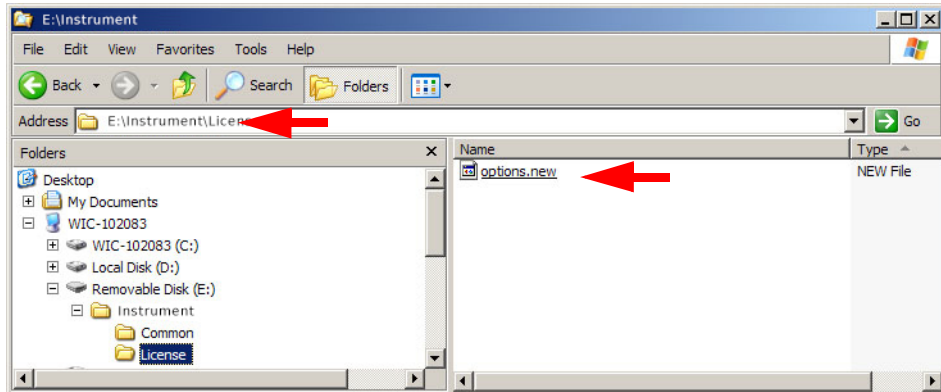 E:\Instrument
File Edit View Favorites Tools Help
Back Search Folders
Address E:\Instrument\Licen Go
Folders x Name Type
Desktop
options.new NEW File
My Documents
WIC-102083
WIC-102083 (C:)
Local Disk (D:)
Removable Disk (E:)
Instrument
Common
License